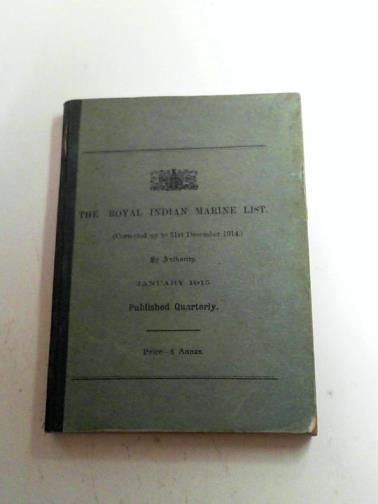 THE ROYAL INDIAN MARINE LIST.
(Corrected up to 31st December, 1914.)
By Authority.
JANUARY 1915
Published Quarterly.
Price—4 Annas.